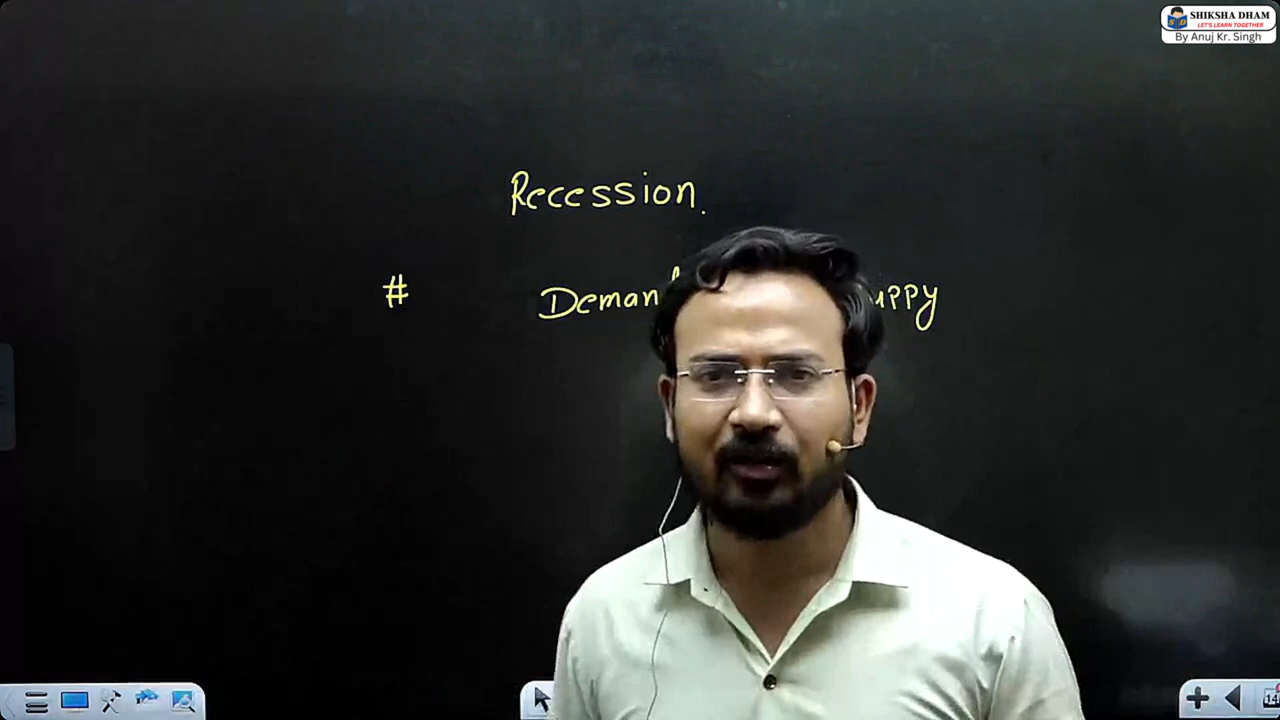 SHIKSHA DHAM
LET'S LEARN TOGETHER
By Anuj Kr. Singh
Recession.
# Deman uppy